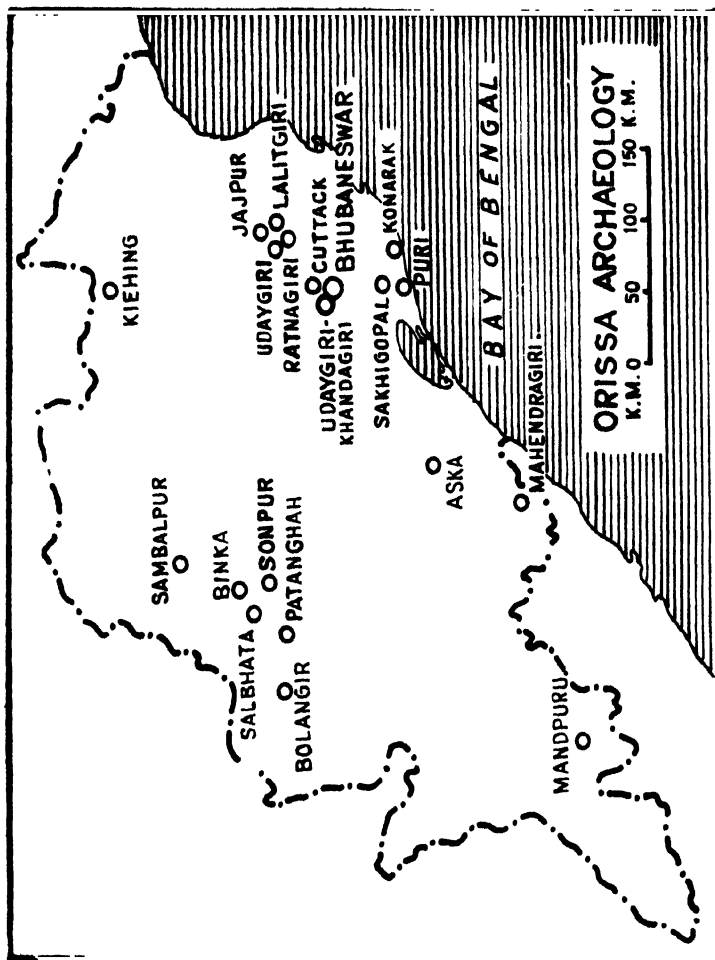 KIEHING
SAMBALPUR
JAJPUR
LALITGIRI
UDAYGIRI
RATNAGIRI
CUTTACK
BHUBANESWAR
UDAYGIRI-
KHANDAGIRI
BINKA
SONPUR
SALBHATA
PATANGHAH
BOLANGIR
KONARAK
SAKHIGOPAL
PURI
ASKA
BAY OF BENGAL
MAHENDRAGIRI
MANDPURU
ORISSA ARCHAEOLOGY
K.M. 0 50 100 150 K.M.